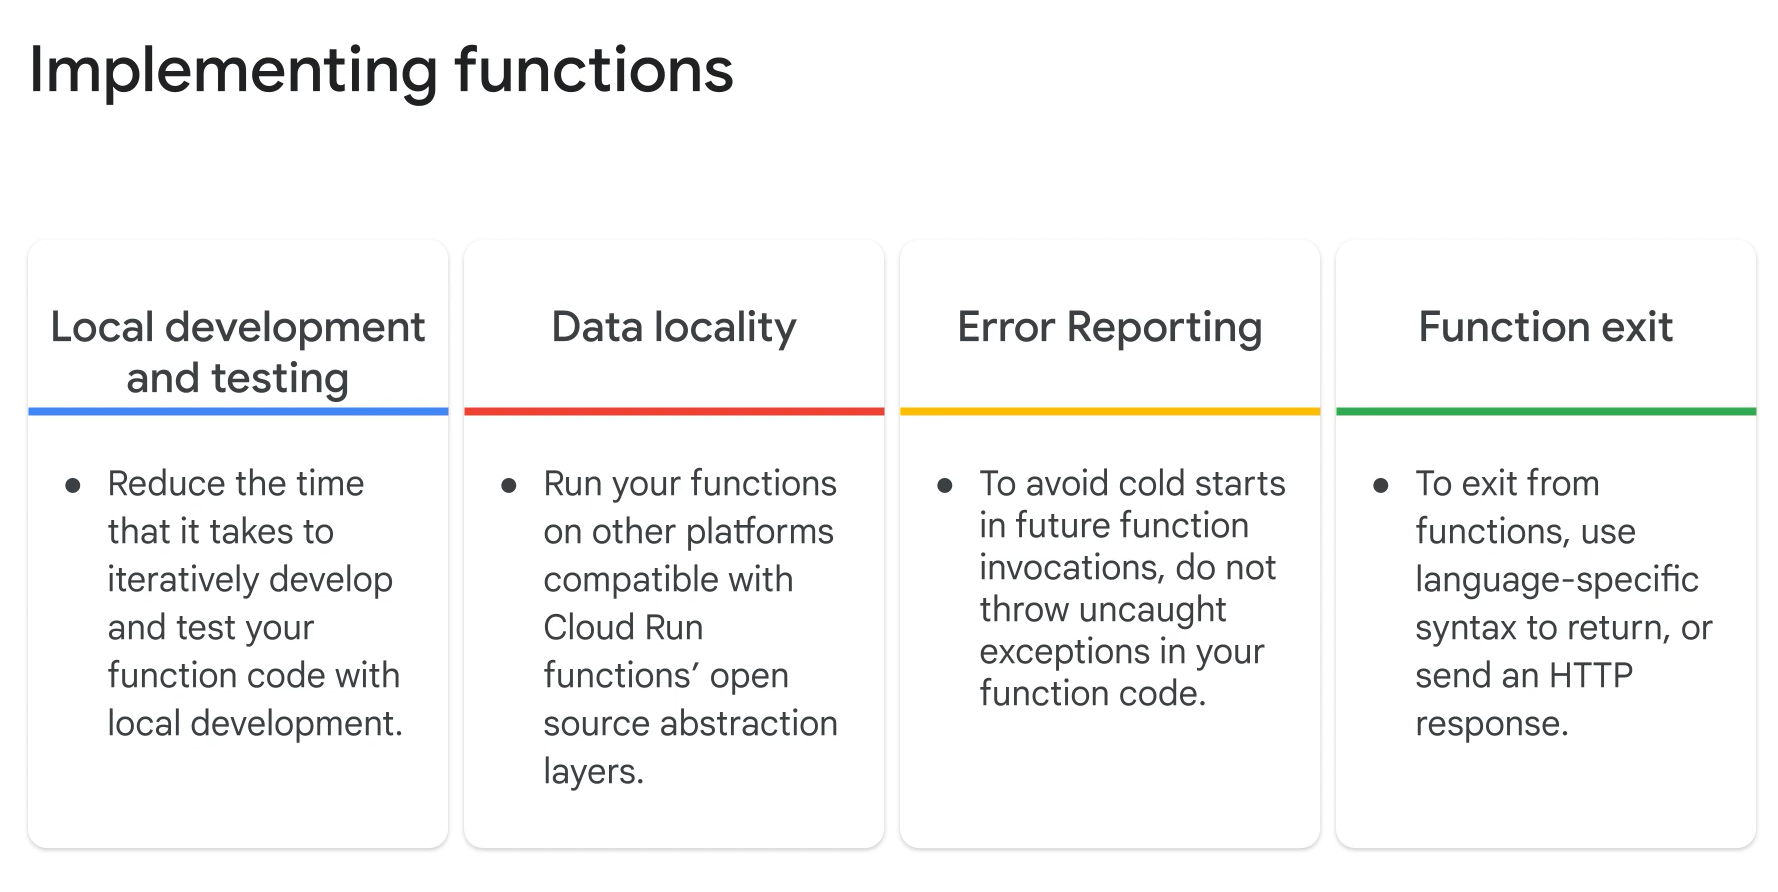 Implementing functions
Local development
and testing
● Reduce the time
that it takes to
iteratively develop
and test your
function code with
local development.
Data locality
● Run your functions
on other platforms
compatible with
Cloud Run
functions’ open
source abstraction
layers.
Error Reporting
● To avoid cold starts
in future function
invocations, do not
throw uncaught
exceptions in your
function code.
Function exit
● To exit from
functions, use
language-specific
syntax to return, or
send an HTTP
response.